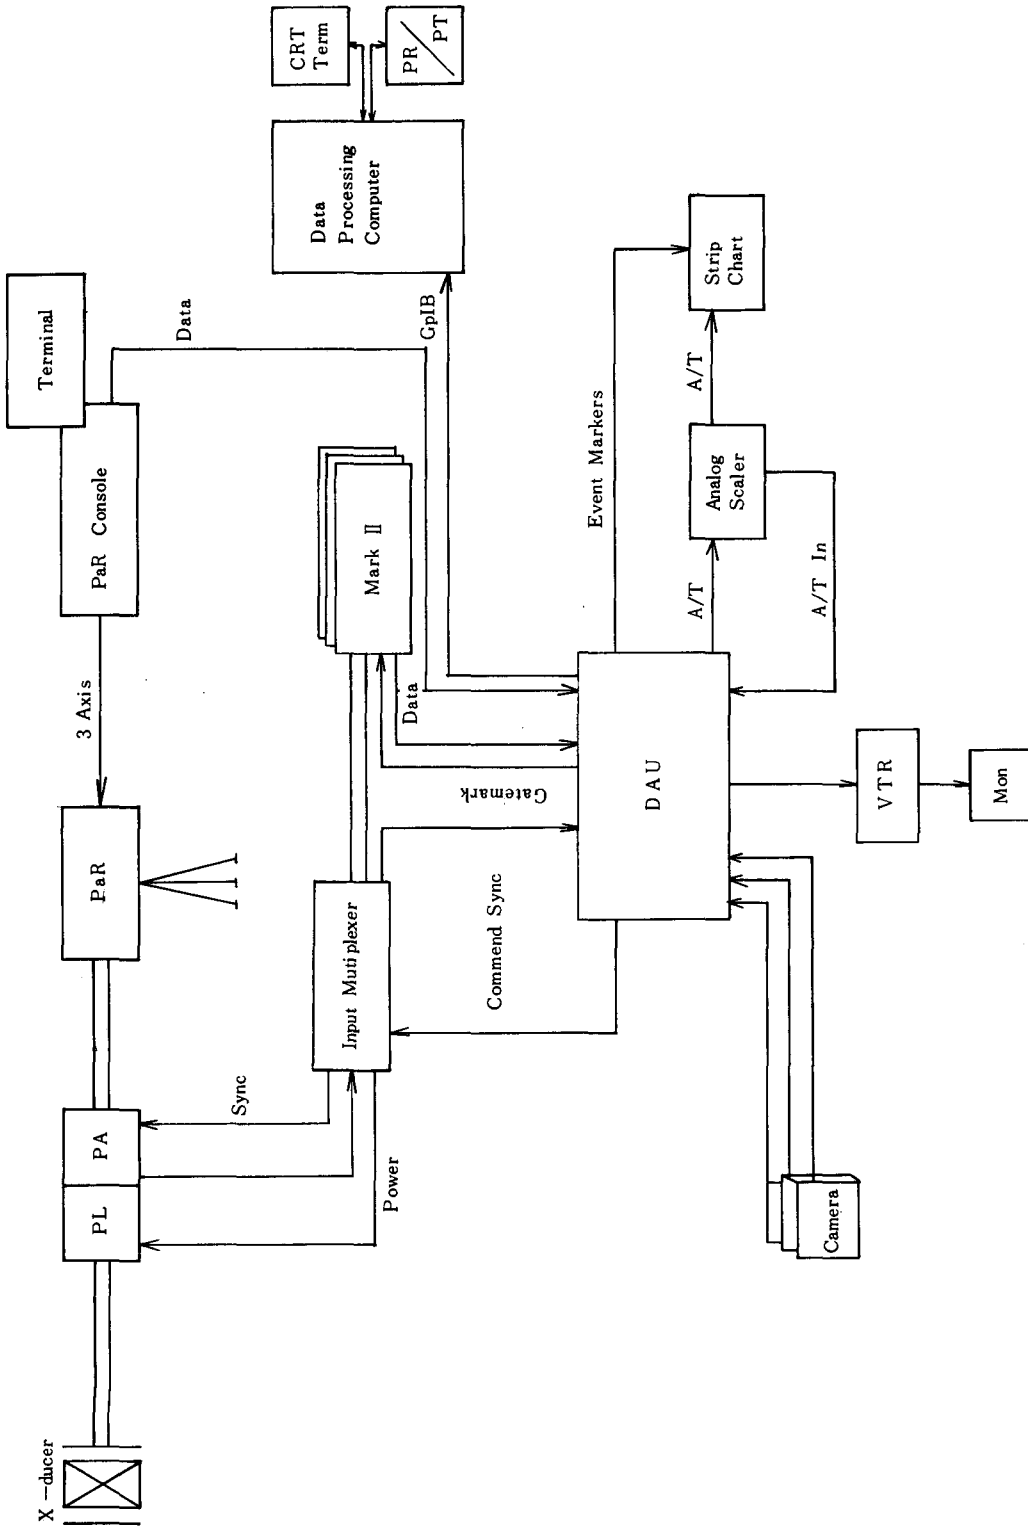 X —ducer
PL
PA
PaR
3 Axis
PaR Console
Terminal
Sync
Power
Input Mutiplexer
Mark II
Data
Data
GpIB
Data
Processing
Computer
CRT
Term
PR / PT
Gatemark
Commend Sync
DAU
Event Markers
A/T
Analog
Scaler
A/T
Strip
Chart
A/T In
Camera
VTR
Mon